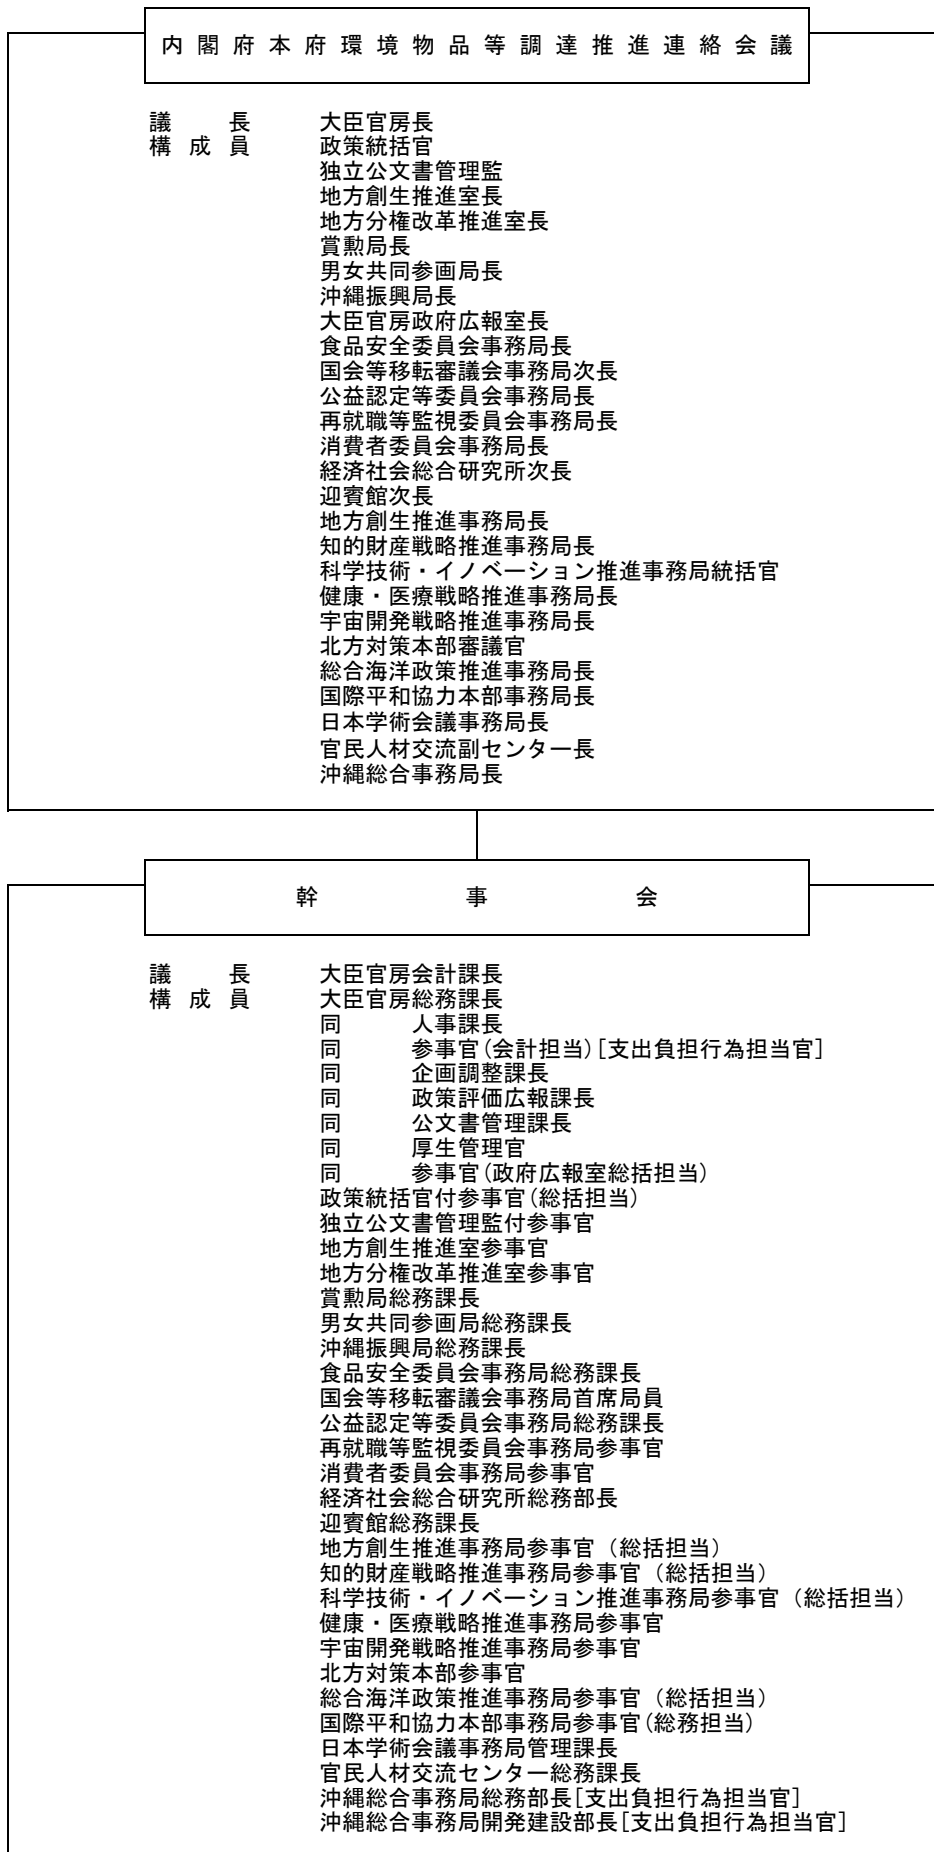 内閣府本府環境物品等調達推進連絡会議
議長 大臣官房長
構成員 政策統括官
独立公文書管理監
地方創生推進室長
地方分権改革推進室長
賞勲局長
男女共同参画局長
沖縄振興局長
大臣官房政府広報室長
食品安全委員会事務局長
国会等移転審議会事務局次長
公益認定等委員会事務局長
再就職等監視委員会事務局長
消費者委員会事務局長
経済社会総合研究所次長
迎賓館次長
地方創生推進事務局長
知的財産戦略推進事務局長
科学技術・イノベーション推進事務局統括官
健康・医療戦略推進事務局長
宇宙開発戦略推進事務局長
北方対策本部審議官
総合海洋政策推進事務局長
国際平和協力本部事務局長
日本学術会議事務局長
官民人材交流副センター長
沖縄総合事務局長
幹事会
議長 大臣官房会計課長
構成員 大臣官房総務課長
同 人事課長
同 参事官(会計担当)[支出負担行為担当官]
同 企画調整課長
同 政策評価広報課長
同 公文書管理課長
同 厚生管理官
同 参事官(政府広報室総括担当)
政策統括官付参事官(総括担当)
独立公文書管理監付参事官
地方創生推進室参事官
地方分権改革推進室参事官
賞勲局総務課長
男女共同参画局総務課長
沖縄振興局総務課長
食品安全委員会事務局総務課長
国会等移転審議会事務局首席局員
公益認定等委員会事務局総務課長
再就職等監視委員会事務局参事官
消費者委員会事務局参事官
経済社会総合研究所総務部長
迎賓館総務課長
地方創生推進事務局参事官（総括担当）
知的財産戦略推進事務局参事官（総括担当）
科学技術・イノベーション推進事務局参事官（総括担当）
健康・医療戦略推進事務局参事官
宇宙開発戦略推進事務局参事官
北方対策本部参事官
総合海洋政策推進事務局参事官（総括担当）
国際平和協力本部事務局参事官(総務担当)
日本学術会議事務局管理課長
官民人材交流センター総務課長
沖縄総合事務局総務部長[支出負担行為担当官]
沖縄総合事務局開発建設部長[支出負担行為担当官]